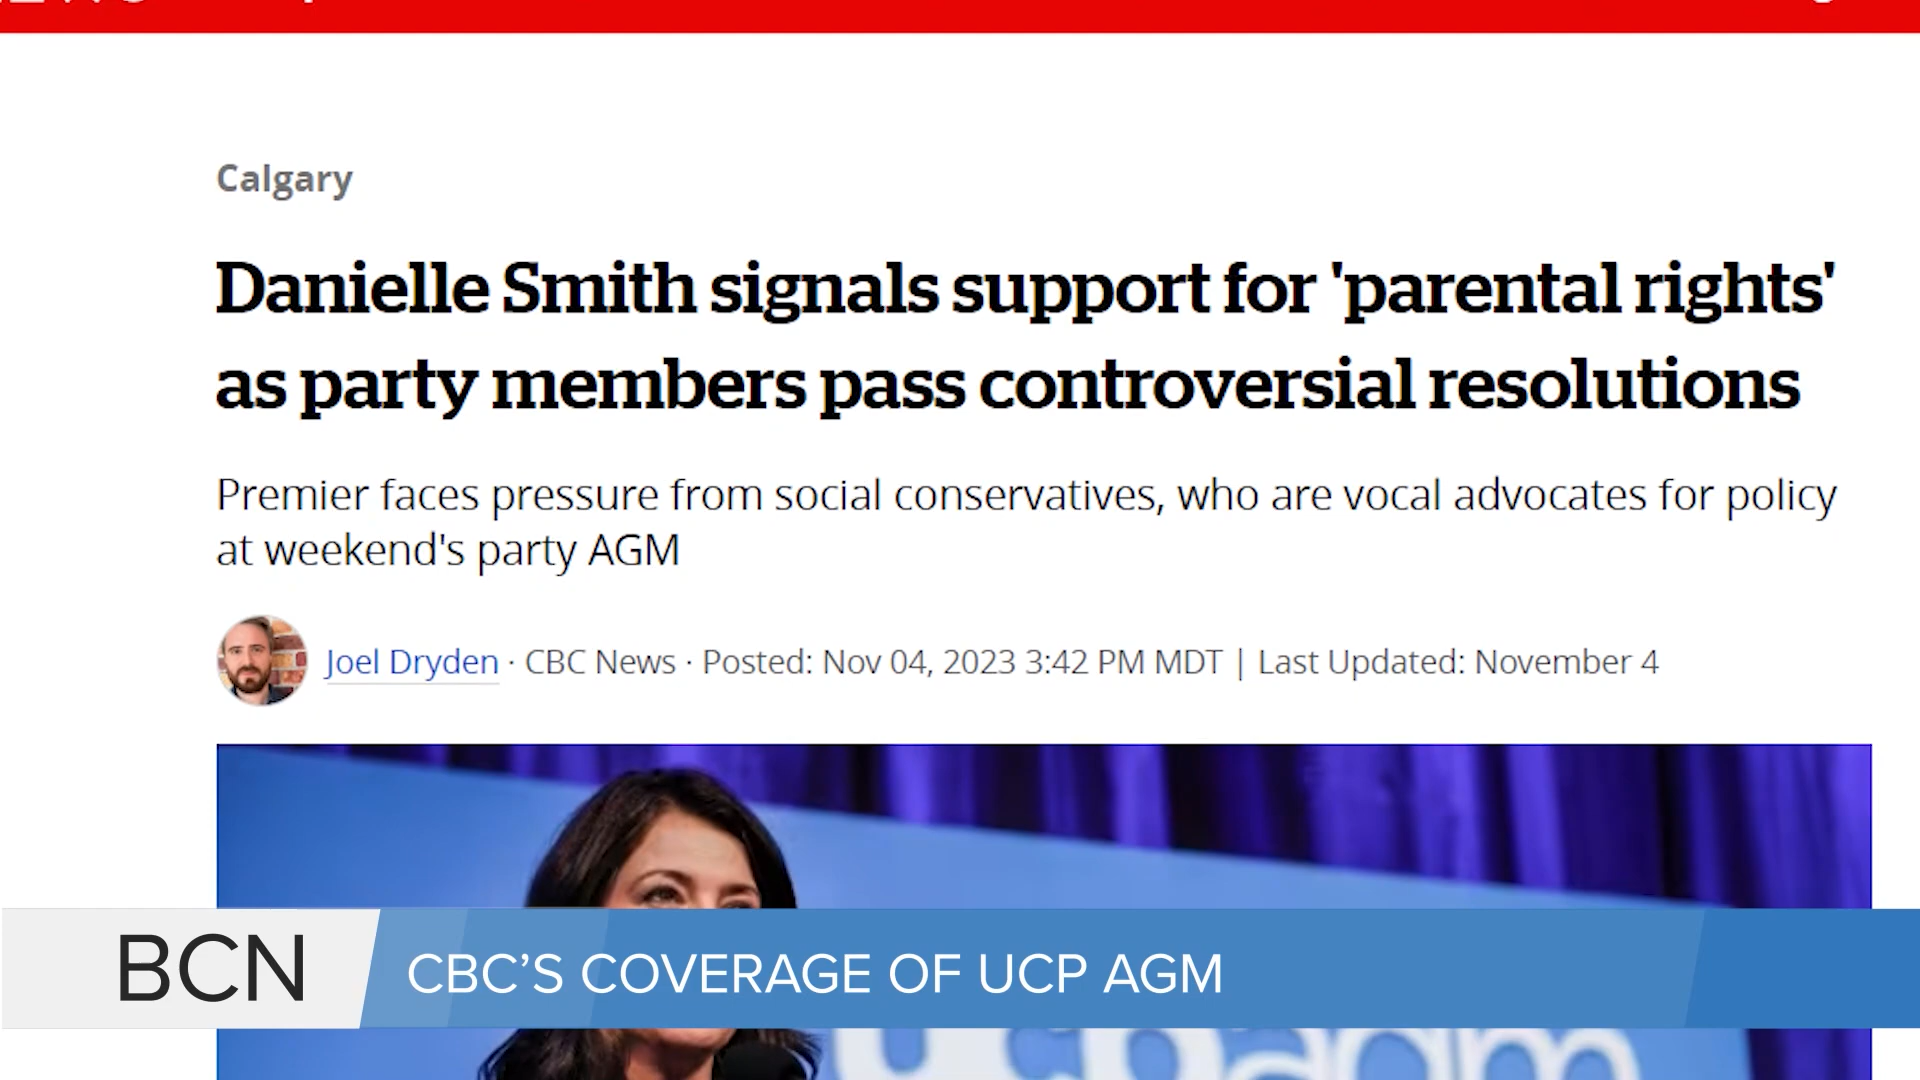 Calgary
Danielle Smith signals support for 'parental rights'
as party members pass controversial resolutions
Premier faces pressure from social conservatives, who are vocal advocates for policy
at weekend's party AGM
Joel Dryden · CBC News · Posted: Nov 04, 2023 3:42 PM MDT | Last Updated: November 4
BCN
CBC’S COVERAGE OF UCP AGM
ucpagm